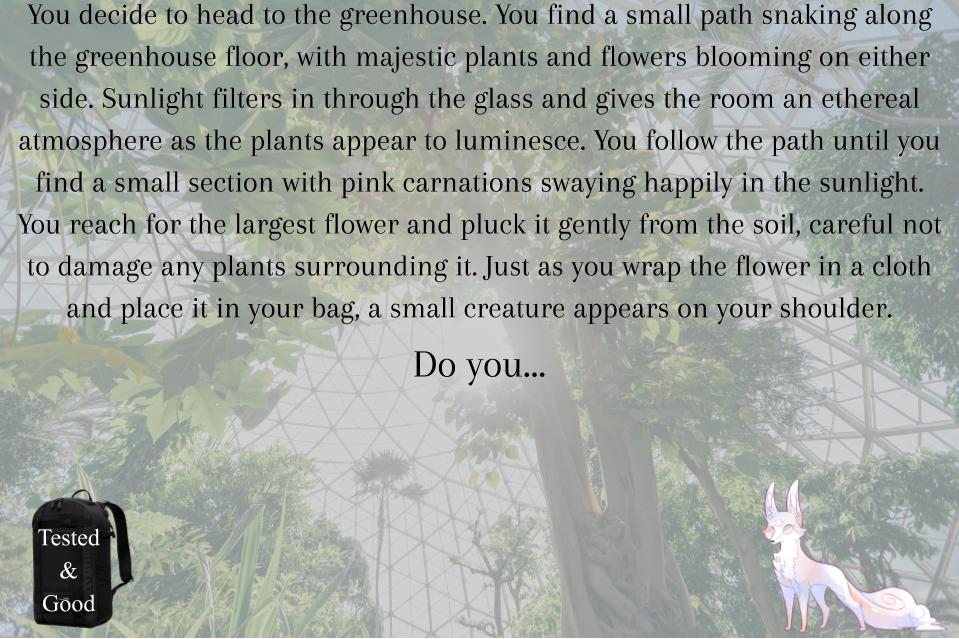 You decide to head to the greenhouse. You find a small path snaking along
the greenhouse floor, with majestic plants and flowers blooming on either
side. Sunlight filters in through the glass and gives the room an ethereal
atmosphere as the plants appear to luminesce. You follow the path until you
find a small section with pink carnations swaying happily in the sunlight.
You reach for the largest flower and pluck it gently from the soil, careful not
to damage any plants surrounding it. Just as you wrap the flower in a cloth
and place it in your bag, a small creature appears on your shoulder.
Do you...
Tested
&
Good